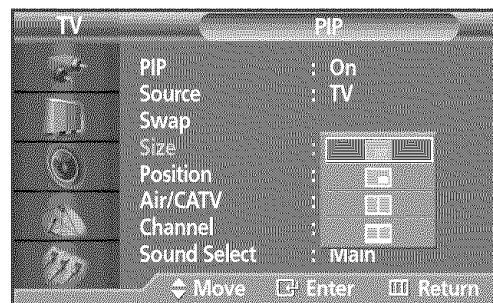 TV PIP
PIP : On
Source : TV
Swap
Size :
Position :
Air/CATV :
Channel :
Sound Select : Main
Move Enter Return